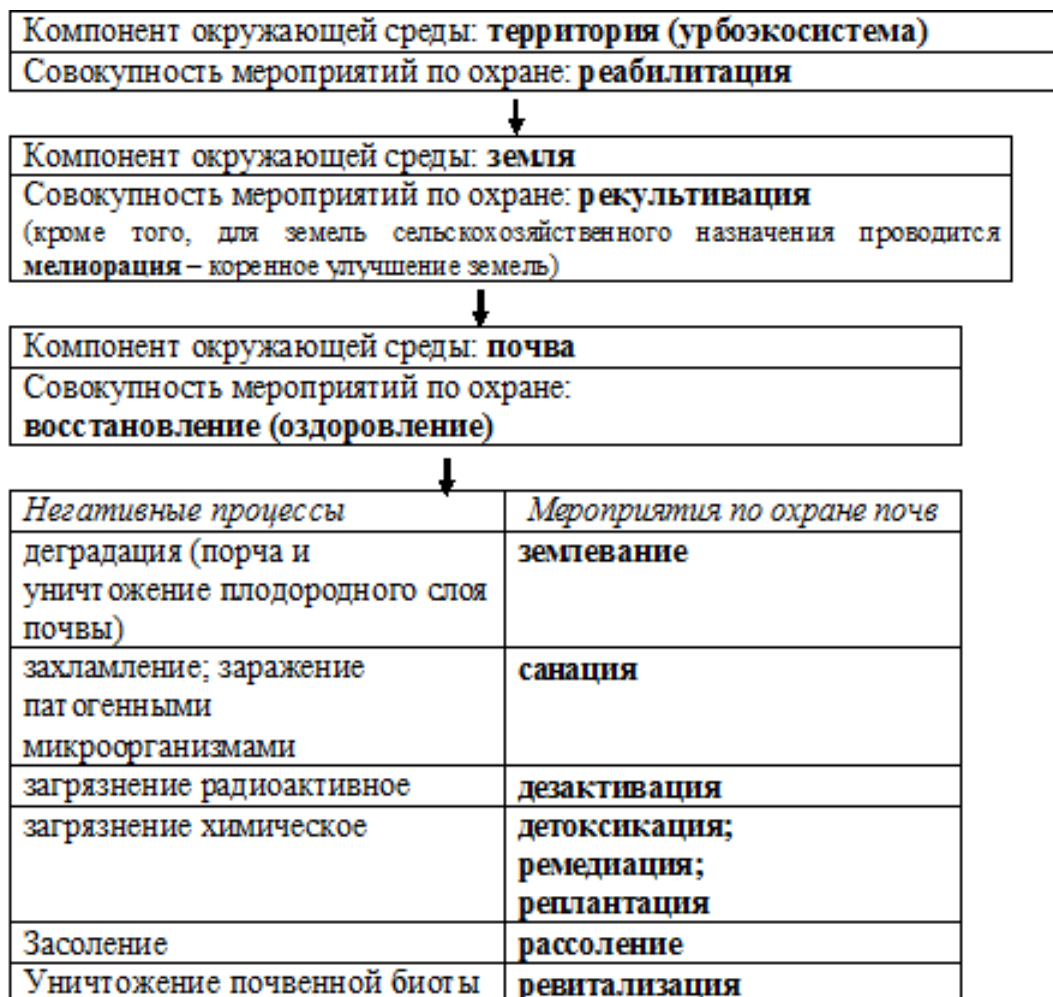 Компонент окружающей среды: территория (урбоэкосистема)
Совокупность мероприятий по охране: реабилитация
Компонент окружающей среды: земля
Совокупность мероприятий по охране: рекультивация
(кроме того, для земель сельскохозяйственного назначения проводится
мелиорация – коренное улучшение земель)
Компонент окружающей среды: почва
Совокупность мероприятий по охране:
восстановление (оздоровление)
Негативные процессы
Мероприятия по охране почв
деградация (порча и
уничтожение плодородного слоя
почвы)
землевание
захламление; заражение
патогенными
микроорганизмами
санация
загрязнение радиоактивное
дезактивация
загрязнение химическое
детоксикация;
ремедиация;
реплантация
Засоление
рассоление
Уничтожение почвенной биоты
ревитализация